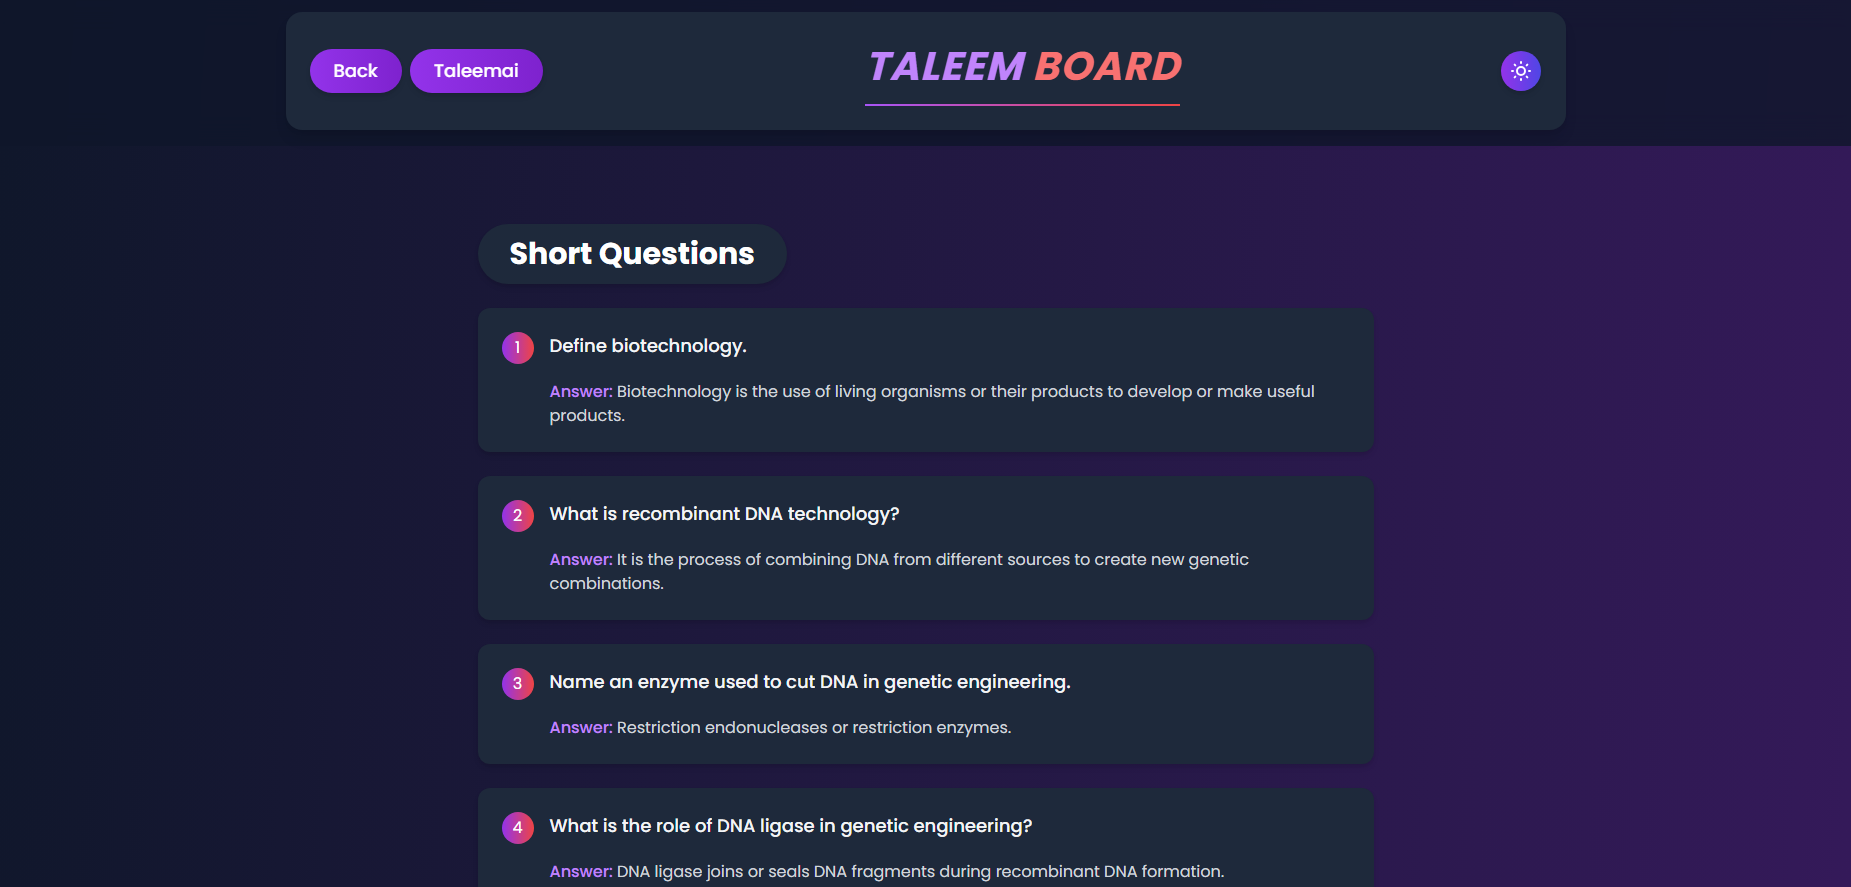 Back Taleemai TALEEM BOARD
Short Questions
1 Define biotechnology.
Answer: Biotechnology is the use of living organisms or their products to develop or make useful
products.
2 What is recombinant DNA technology?
Answer: It is the process of combining DNA from different sources to create new genetic
combinations.
3 Name an enzyme used to cut DNA in genetic engineering.
Answer: Restriction endonucleases or restriction enzymes.
4 What is the role of DNA ligase in genetic engineering?
Answer: DNA ligase joins or seals DNA fragments during recombinant DNA formation.